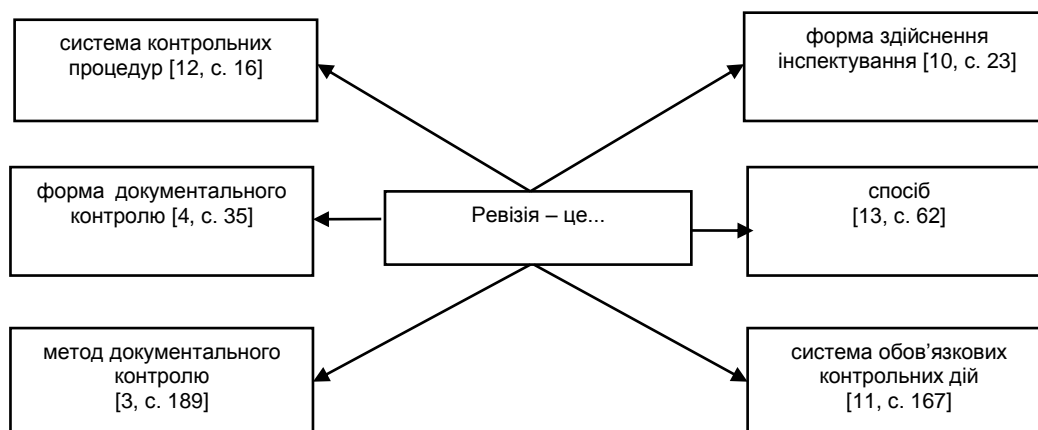 система контрольних
процедур [12, с. 16]
форма здійснення
інспектування [10, с. 23]
форма документального
контролю [4, с. 35]
Ревізія – це...
спосіб
[13, с. 62]
метод документального
контролю
[3, с. 189]
система обов’язкових
контрольних дій
[11, с. 167]